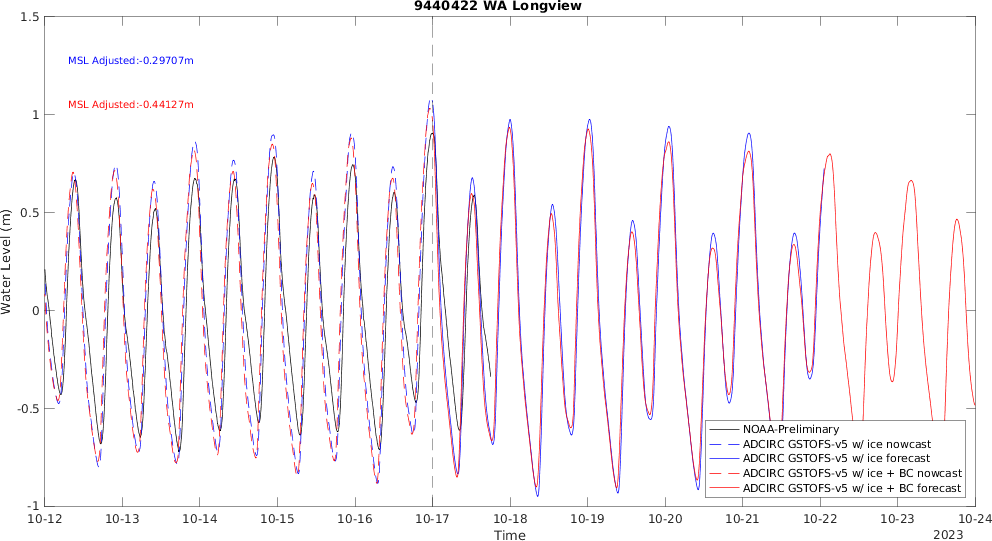 9440422 WA Longview
MSL Adjusted:-0.29707m
MSL Adjusted:-0.44127m
Water Level (m)
1.5
1
0.5
0
-0.5
-1
NOAA-Preliminary
ADCIRC GSTOFS-v5 w/ ice nowcast
ADCIRC GSTOFS-v5 w/ ice forecast
ADCIRC GSTOFS-v5 w/ ice + BC nowcast
ADCIRC GSTOFS-v5 w/ ice + BC forecast
10-12 10-13 10-14 10-15 10-16 10-17 10-18 10-19 10-20 10-21 10-22 10-23 10-24
Time
2023